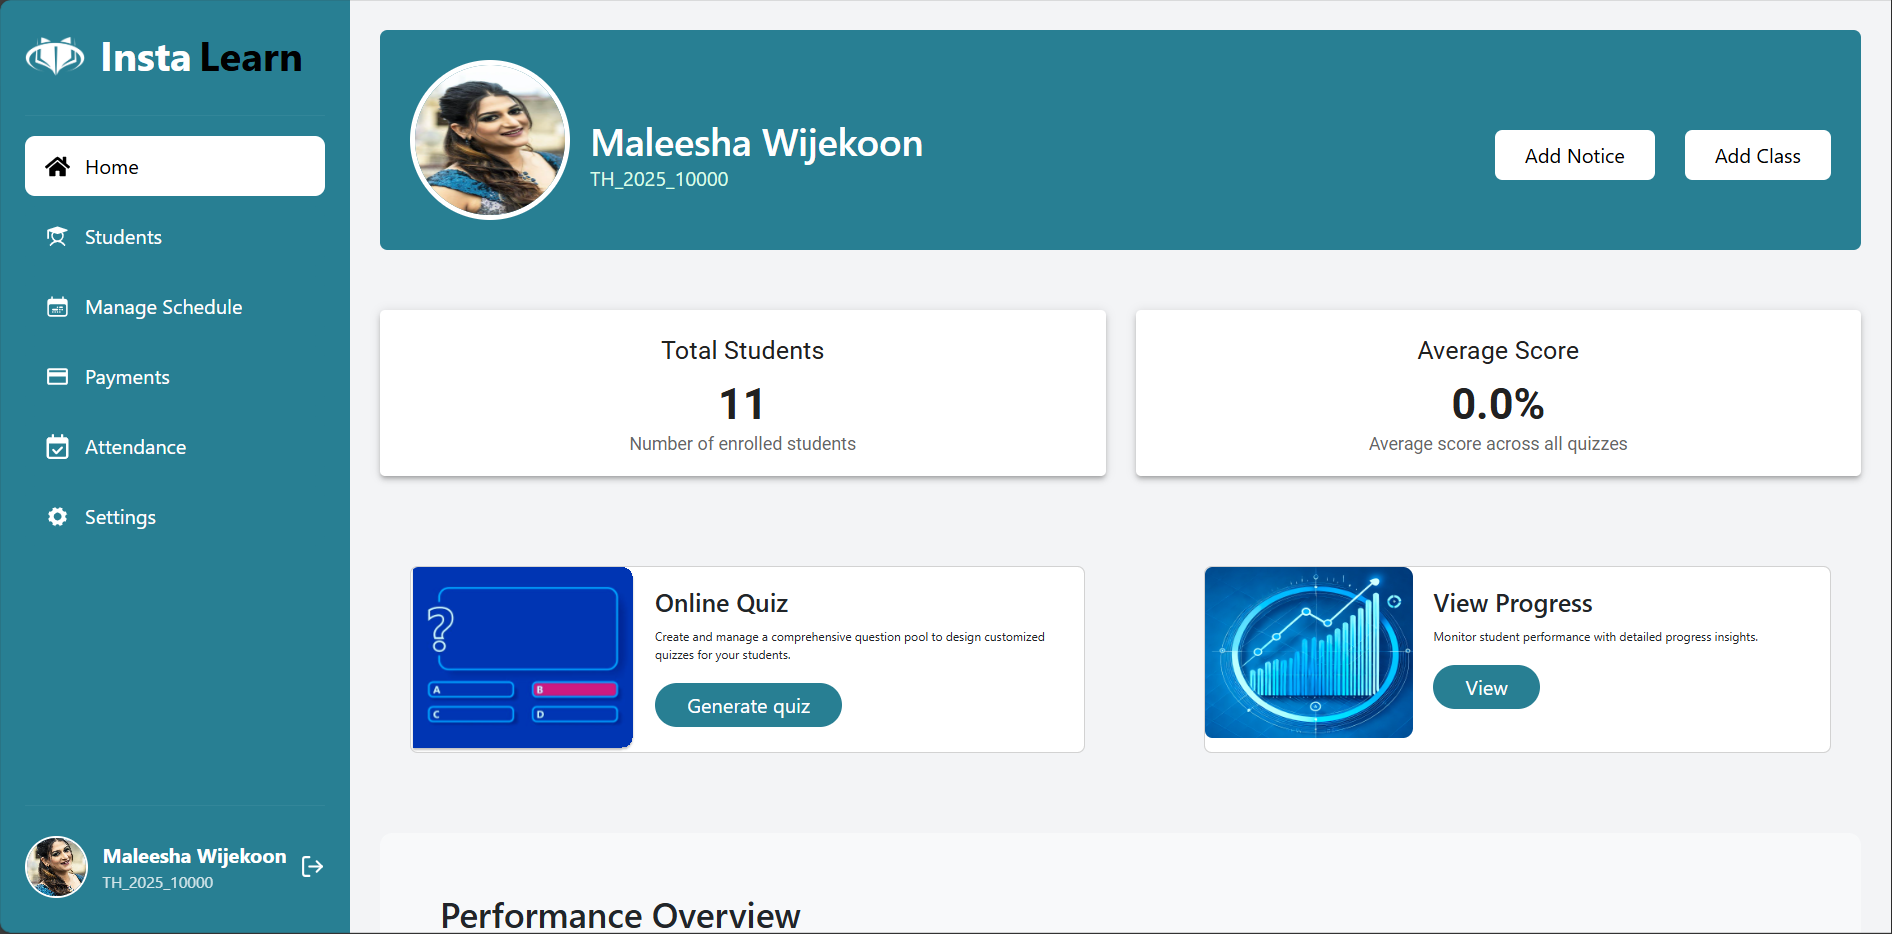 Insta Learn
Home
Students
Manage Schedule
Payments
Attendance
Settings
Maleesha Wijekoon
TH_2025_10000
Maleesha Wijekoon
TH_2025_10000
Add Notice
Add Class
Total Students
11
Number of enrolled students
Average Score
0.0%
Average score across all quizzes
?
A
B
C
D
Online Quiz
Create and manage a comprehensive question pool to design customized
quizzes for your students.
Generate quiz
View Progress
Monitor student performance with detailed progress insights.
View
Performance Overview